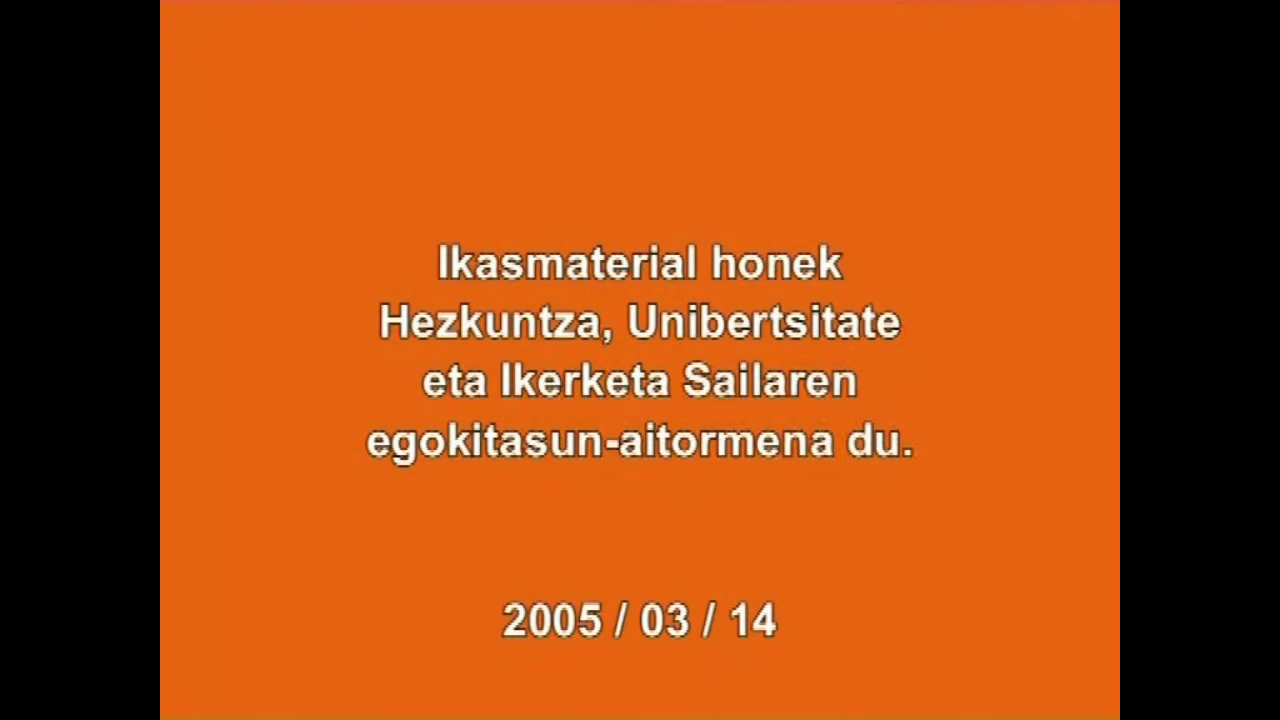 Ikasmaterial honek
Hezkuntza, Unibertsitate
eta Ikerketa Sailaren
egokitasun-aitormena du.
2005 / 03 / 14